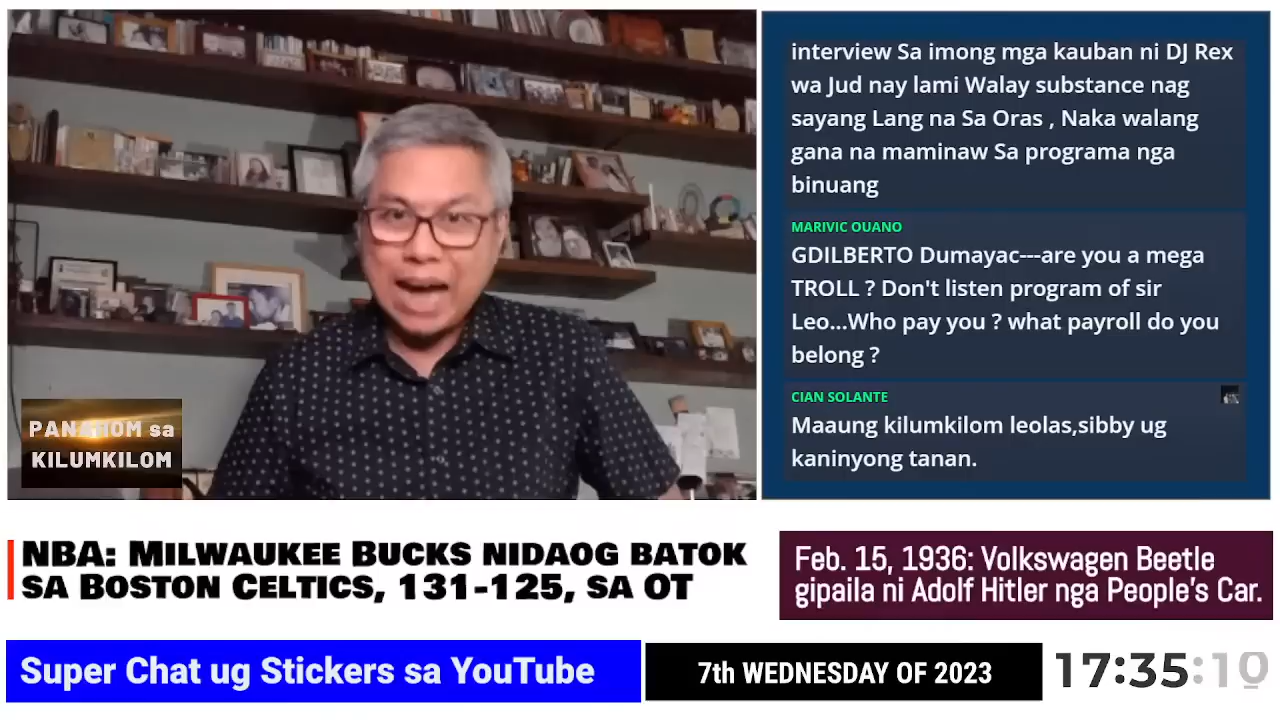 interview Sa imong mga kauban ni DJ Rex
wa Jud nay lami Walay substance nag
sayang Lang na Sa Oras , Naka walang
gana na maminaw Sa programa nga
binuang
MARIVIC OUANO
GDILBERTO Dumayac---are you a mega
TROLL ? Don't listen program of sir
Leo...Who pay you ? what payroll do you
belong ?
CIAN SOLANTE
Maaung kilumkilom leolas,sibby ug
kaninyong tanan.
PANAHOM sa
KILUMKILOM
NBA: MILWAUKEE BUCKS NIDAOG BATOK
SA BOSTON CELTICS, 131-125, SA OT
Feb. 15, 1936: Volkswagen Beetle
gipaila ni Adolf Hitler nga People's Car.
Super Chat ug Stickers sa YouTube
7th WEDNESDAY OF 2023
17:35:10